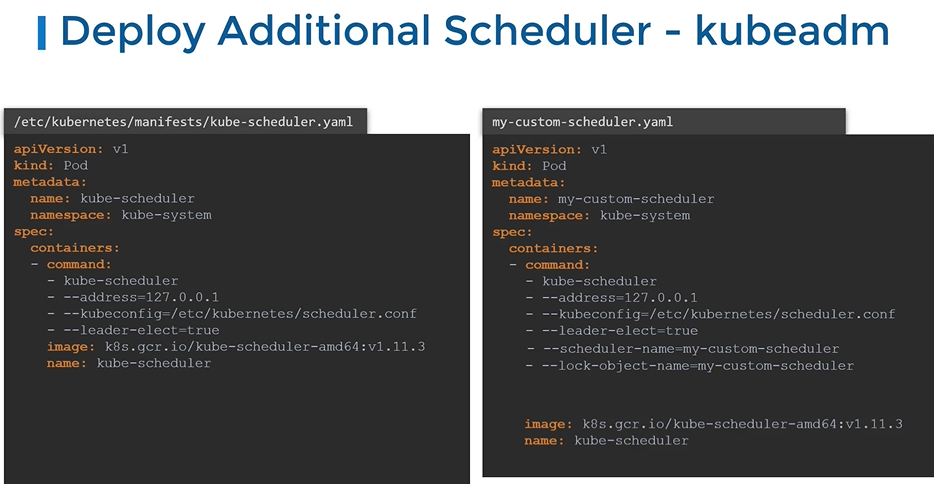 Deploy Additional Scheduler - kubeadm
/etc/kubernetes/manifests/kube-scheduler.yaml
apiVersion: v1
kind: Pod
metadata:
  name: kube-scheduler
  namespace: kube-system
spec:
  containers:
  - command:
    - kube-scheduler
    - --address=127.0.0.1
    - --kubeconfig=/etc/kubernetes/scheduler.conf
    - --leader-elect=true
    image: k8s.gcr.io/kube-scheduler-amd64:v1.11.3
    name: kube-scheduler
my-custom-scheduler.yaml
apiVersion: v1
kind: Pod
metadata:
  name: my-custom-scheduler
  namespace: kube-system
spec:
  containers:
  - command:
    - kube-scheduler
    - --address=127.0.0.1
    - --kubeconfig=/etc/kubernetes/scheduler.conf
    - --leader-elect=true
    - --scheduler-name=my-custom-scheduler
    - --lock-object-name=my-custom-scheduler
    image: k8s.gcr.io/kube-scheduler-amd64:v1.11.3
    name: kube-scheduler